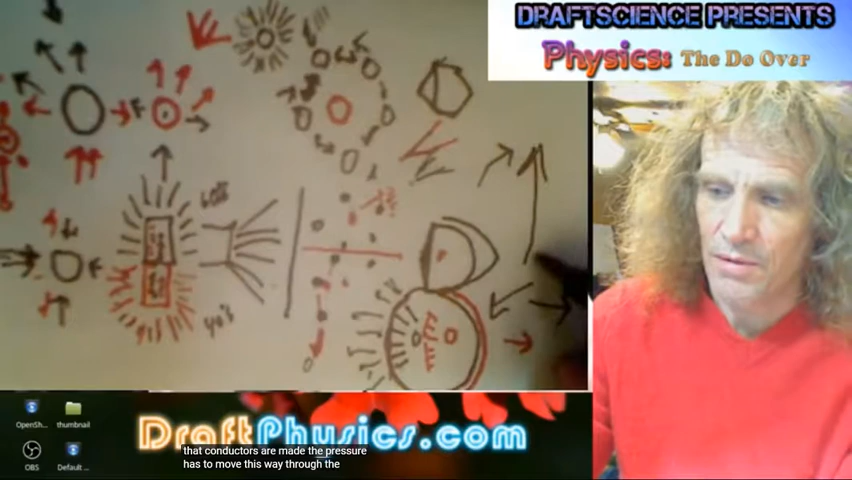 DRAFTSCIENCE PRESENTS
Physics: The Do Over
OpenSh...
thumbnail
OBS
Default ...
DraftPhysics.com
that conductors are made the pressure
has to move this way through the